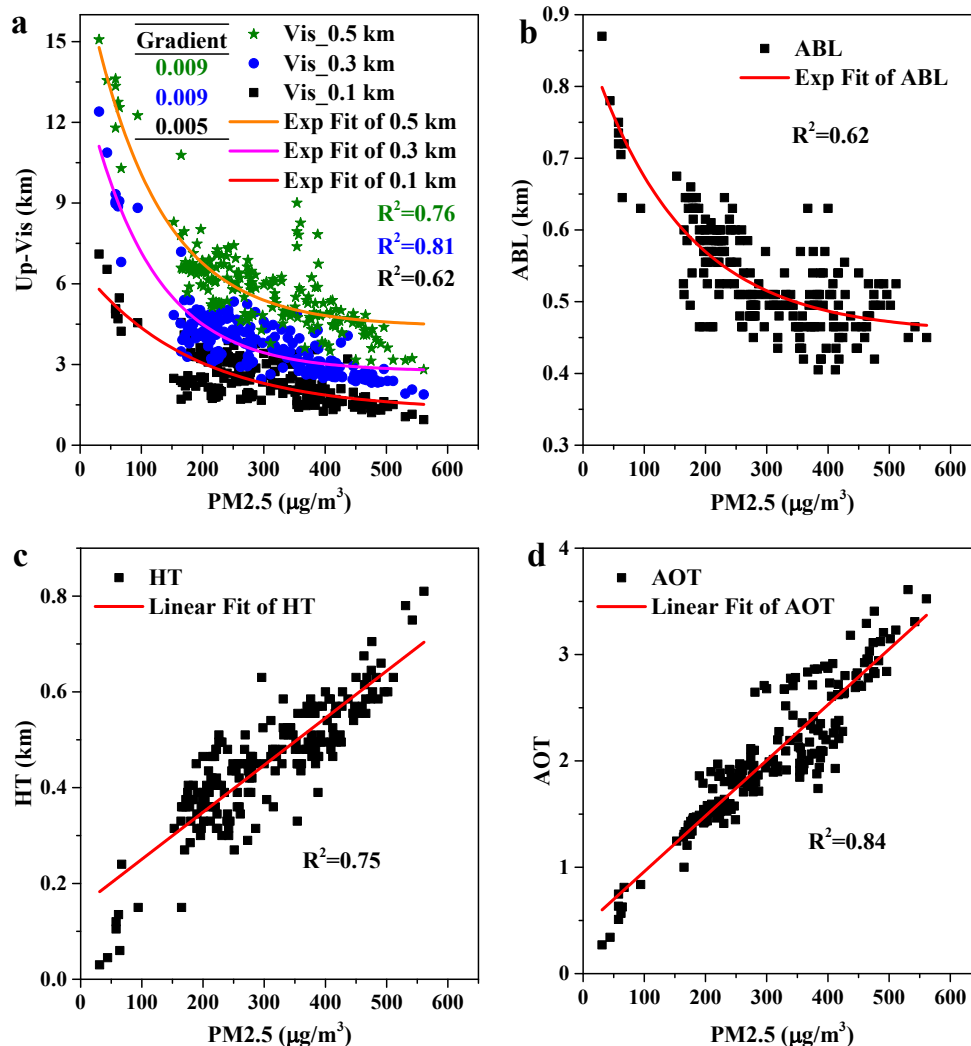 a
Gradient
0.009
0.009
0.005
Vis_0.5 km
Vis_0.3 km
Vis_0.1 km
Exp Fit of 0.5 km
Exp Fit of 0.3 km
Exp Fit of 0.1 km
R²=0.76
R²=0.81
R²=0.62
Up-Vis (km)
15
12
9
6
3
0
0 100 200 300 400 500 600
PM2.5 (μg/m³)
b
ABL
Exp Fit of ABL
R²=0.62
ABL (km)
0.9
0.8
0.7
0.6
0.5
0.4
0.3
0 100 200 300 400 500 600
PM2.5 (μg/m³)
c
HT
Linear Fit of HT
R²=0.75
HT (km)
0.8
0.6
0.4
0.2
0.0
0 100 200 300 400 500 600
PM2.5 (μg/m³)
d
AOT
Linear Fit of AOT
R²=0.84
AOT
4
3
2
1
0
0 100 200 300 400 500 600
PM2.5 (μg/m³)